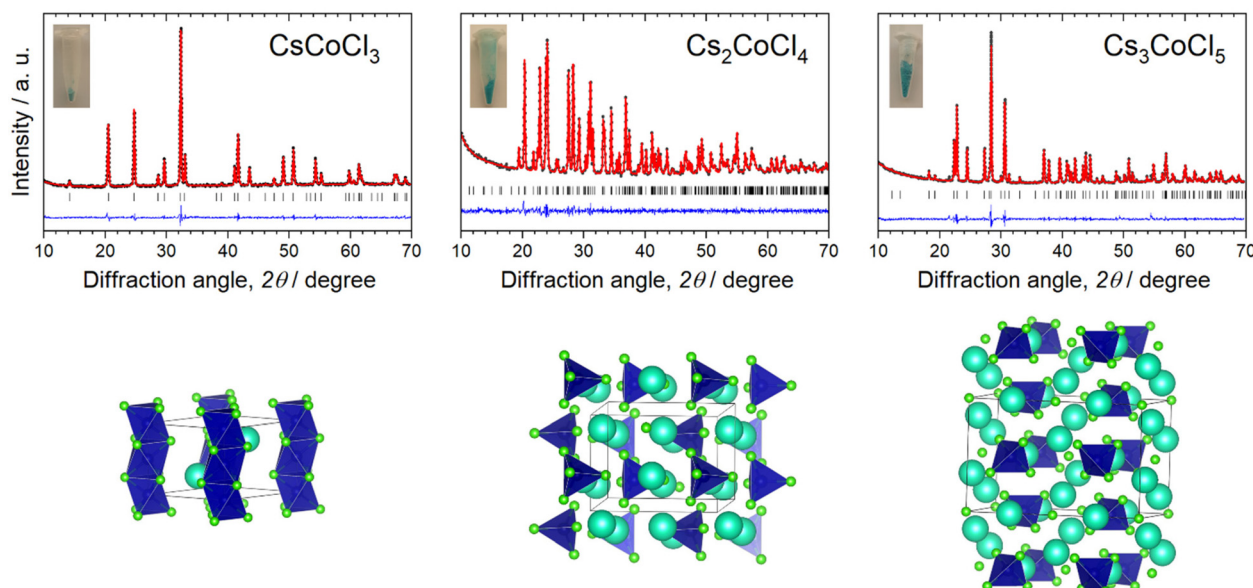 CsCoCl3
Cs2CoCl4
Cs3CoCl5
Intensity / a. u.
10 20 30 40 50 60 70
10 20 30 40 50 60 70
10 20 30 40 50 60 70
Diffraction angle, 2θ / degree
Diffraction angle, 2θ / degree
Diffraction angle, 2θ / degree